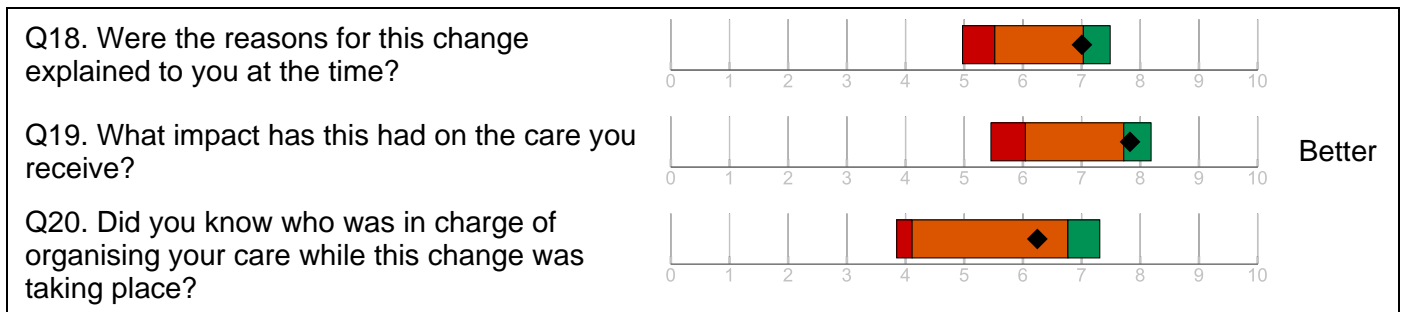 Q18. Were the reasons for this change
explained to you at the time?
0 1 2 3 4 5 6 7 8 9 10
Q19. What impact has this had on the care you
receive?
0 1 2 3 4 5 6 7 8 9 10
Better
Q20. Did you know who was in charge of
organising your care while this change was
taking place?
0 1 2 3 4 5 6 7 8 9 10